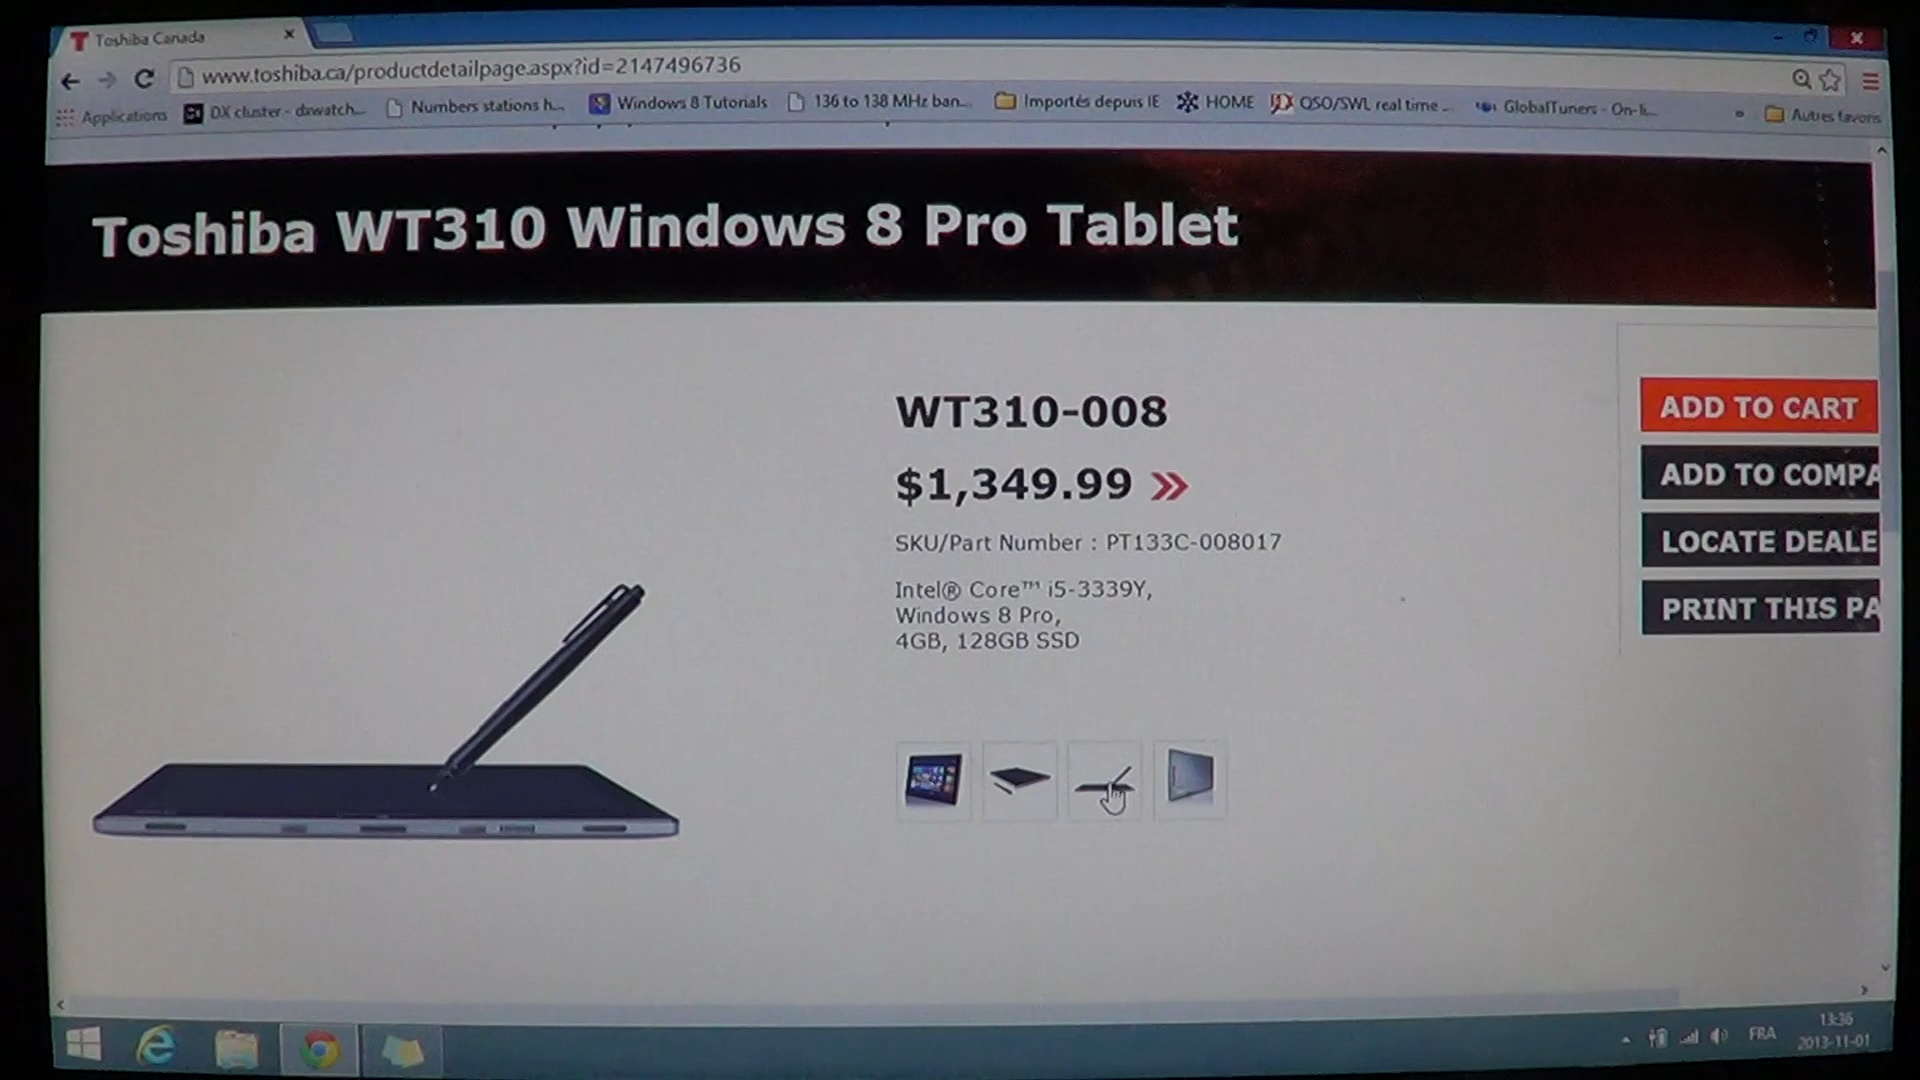 Toshiba Canada
www.toshiba.ca/productdetailpage.aspx?id=2147496736
Applications DX cluster - dxwatch... Numbers stations h... Windows 8 Tutorials 136 to 138 MHz ban... Importés depuis IE HOME QSO/SWL real time ... GlobalTuners - On-li... » Autres favoris
Toshiba WT310 Windows 8 Pro Tablet
WT310-008
$1,349.99 »
SKU/Part Number : PT133C-008017
Intel® Core™ i5-3339Y,
Windows 8 Pro,
4GB, 128GB SSD
ADD TO CART
ADD TO COMPA
LOCATE DEALE
PRINT THIS PA
FRA
13:36
2013-11-01